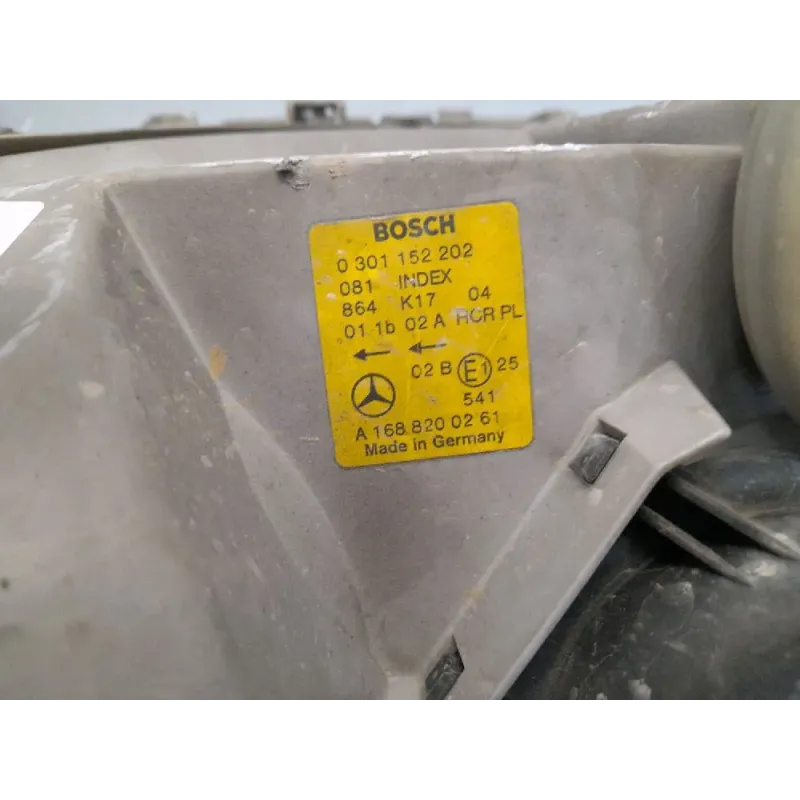 BOSCH
0 301 152 202
081 INDEX
864 K17 04
01 1b 02 A HCR PL
02 B E1 25
541
A 168 820 02 61
Made in Germany